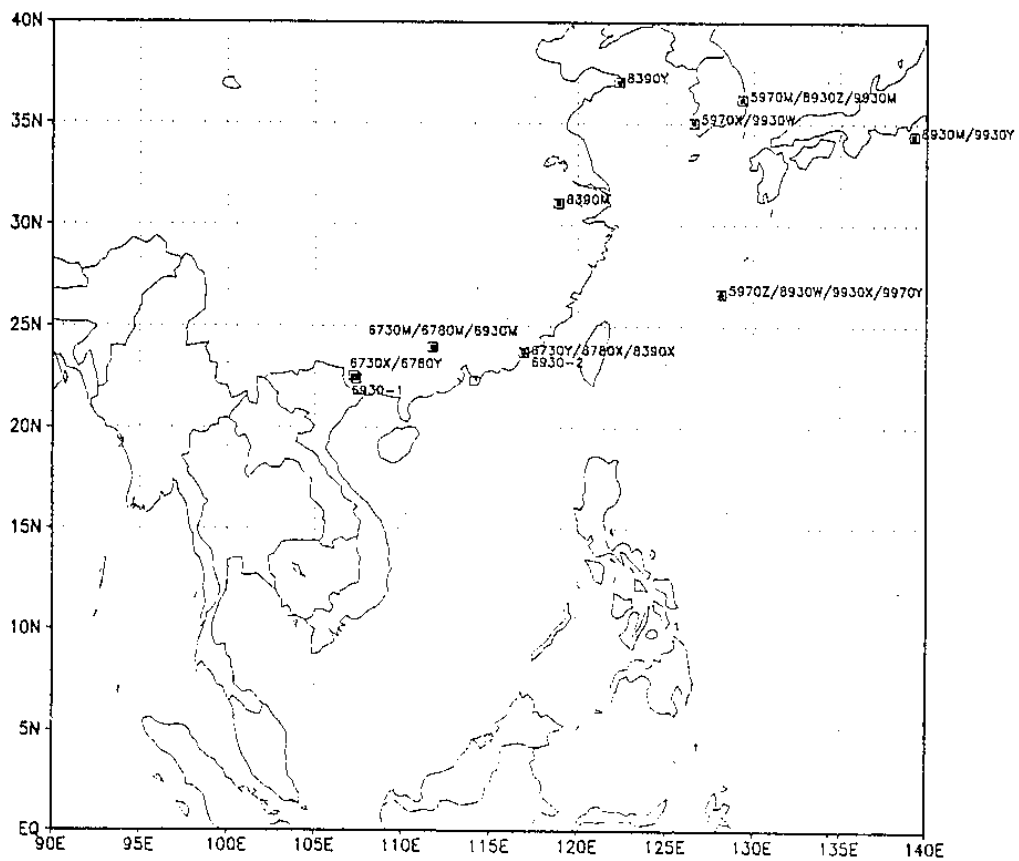 40N
8390Y
5970M/8930Z/9930M
35N
5970X/9930W
8930M/9930Y
8390M
30N
5970Z/8930W/9930X/9970Y
25N
6730M/6780M/6930M
6730X/6780Y
6930-1
6730Y/6780X/8390X
6930-2
20N
15N
10N
5N
EQ
90E 95E 100E 105E 110E 115E 120E 125E 130E 135E 140E